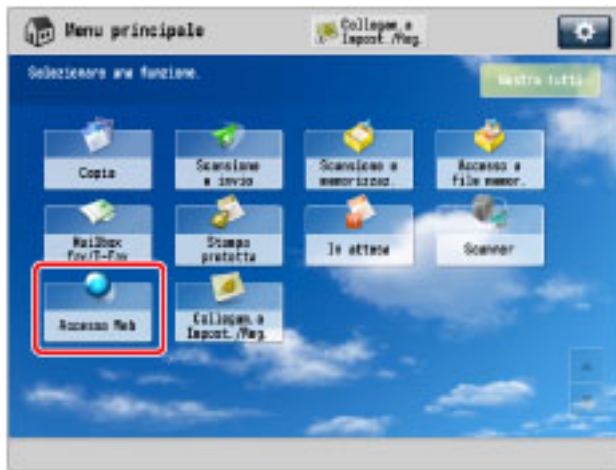 Menu principale
Collegam. a
Impost./Reg.
Selezionare una funzione.
Mostra tutti
Copia
Scansione
e invio
Scansione e
memorizzaz.
Accesso a
file memor.
Mailbox
fax/I-Fax
Stampa
protetta
In attesa
Scanner
Accesso Web
Collegam. a
Impost./Reg.